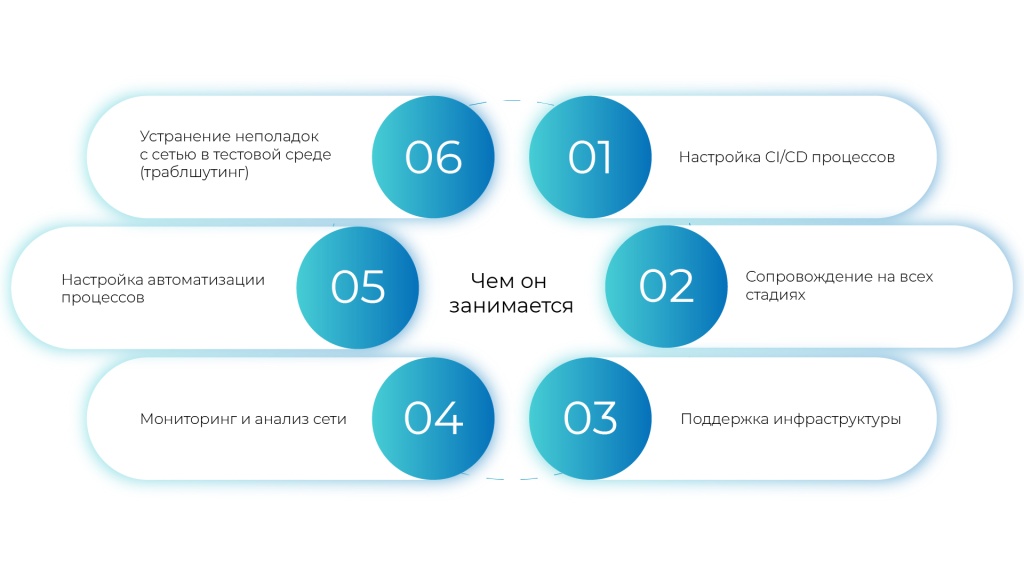 Чем он
занимается
01
Настройка CI/CD процессов
02
Сопровождение на всех
стадиях
03
Поддержка инфраструктуры
04
Мониторинг и анализ сети
05
Настройка автоматизации
процессов
06
Устранение неполадок
с сетью в тестовой среде
(траблшутинг)